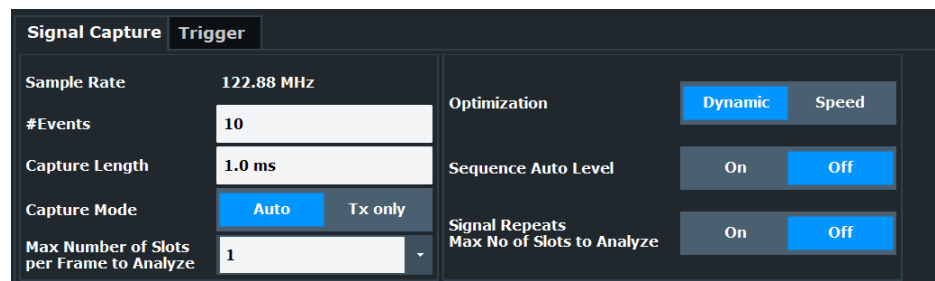 Signal Capture Trigger
Sample Rate 122.88 MHz
#Events 10
Capture Length 1.0 ms
Capture Mode Auto Tx only
Max Number of Slots
per Frame to Analyze 1
Optimization Dynamic Speed
Sequence Auto Level On Off
Signal Repeats
Max No of Slots to Analyze On Off